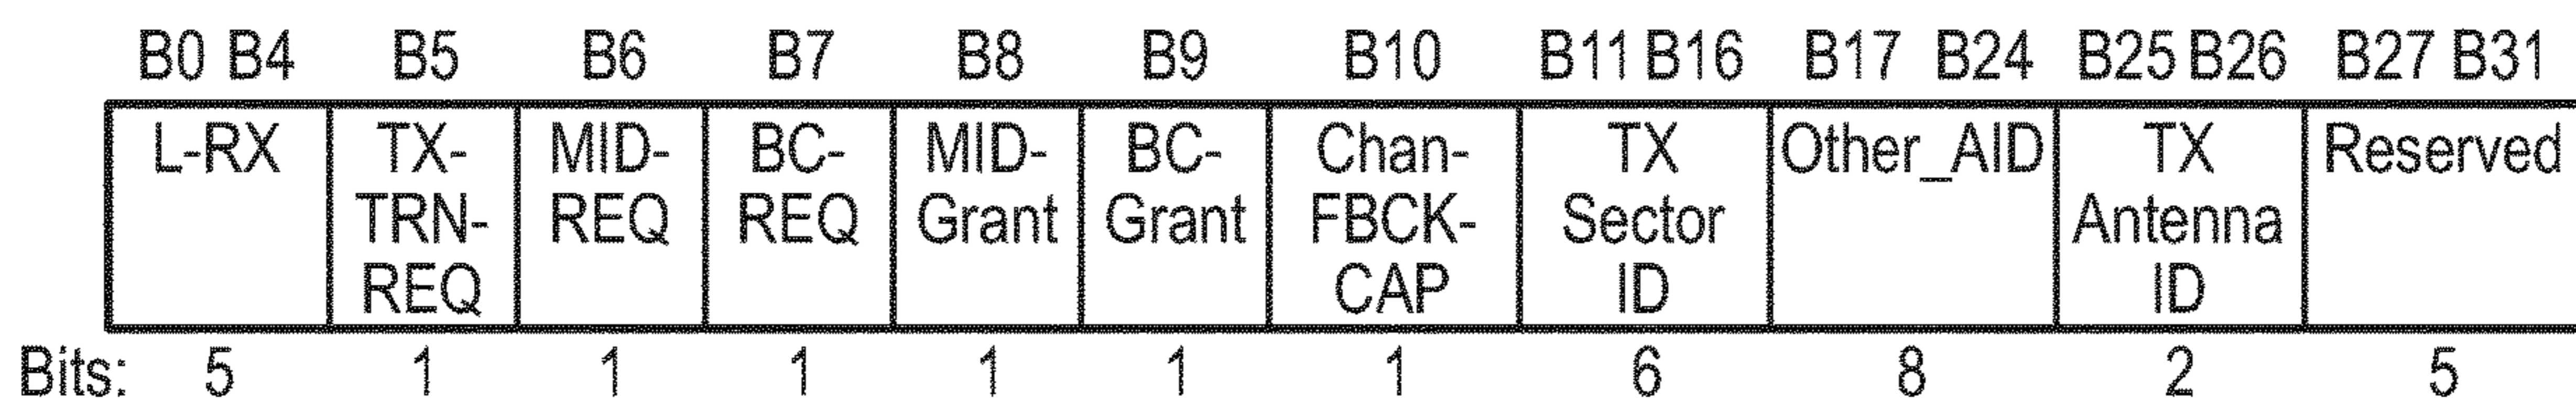 B0 B4 B5 B6 B7 B8 B9 B10 B11 B16 B17 B24 B25 B26 B27 B31
L-RX TX- MID- BC- MID- BC- Chan- TX Other_AID TX Reserved
TRN- REQ REQ Grant Grant FBCK- Sector Antenna
REQ CAP ID ID
Bits: 5 1 1 1 1 1 1 6 8 2 5